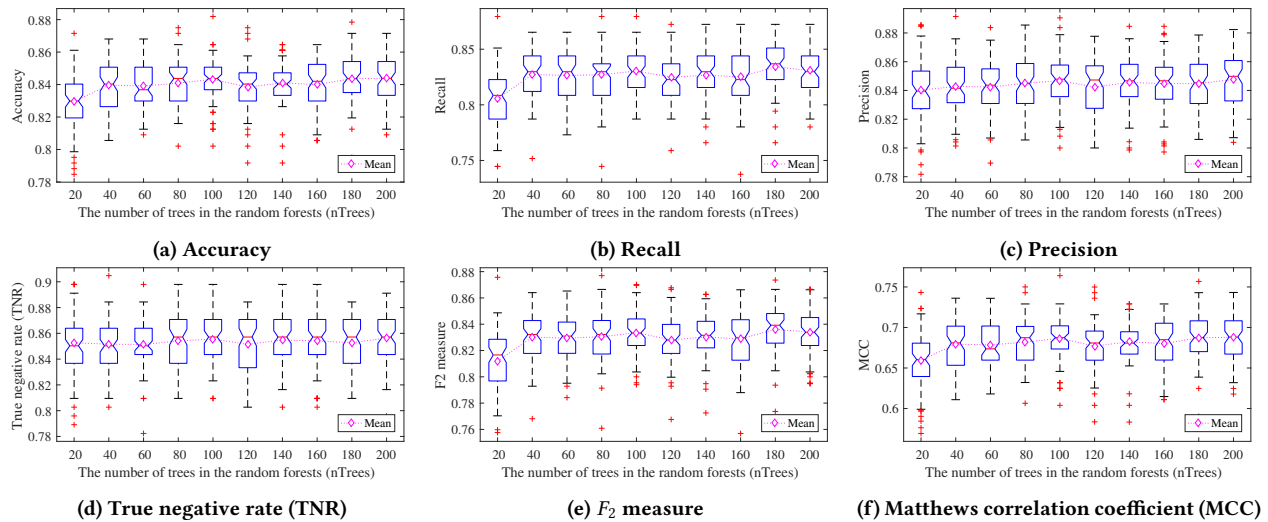 Accuracy
0.88
0.86
0.84
0.82
0.8
0.78
Mean
20 40 60 80 100 120 140 160 180 200
The number of trees in the random forests (nTrees)
(a) Accuracy
Recall
0.85
0.8
0.75
Mean
20 40 60 80 100 120 140 160 180 200
The number of trees in the random forests (nTrees)
(b) Recall
Precision
0.88
0.86
0.84
0.82
0.8
0.78
Mean
20 40 60 80 100 120 140 160 180 200
The number of trees in the random forests (nTrees)
(c) Precision
True negative rate (TNR)
0.9
0.88
0.86
0.84
0.82
0.8
0.78
Mean
20 40 60 80 100 120 140 160 180 200
The number of trees in the random forests (nTrees)
(d) True negative rate (TNR)
F2 measure
0.88
0.86
0.84
0.82
0.8
0.78
0.76
Mean
20 40 60 80 100 120 140 160 180 200
The number of trees in the random forests (nTrees)
(e) F₂ measure
MCC
0.75
0.7
0.65
0.6
Mean
20 40 60 80 100 120 140 160 180 200
The number of trees in the random forests (nTrees)
(f) Matthews correlation coefficient (MCC)